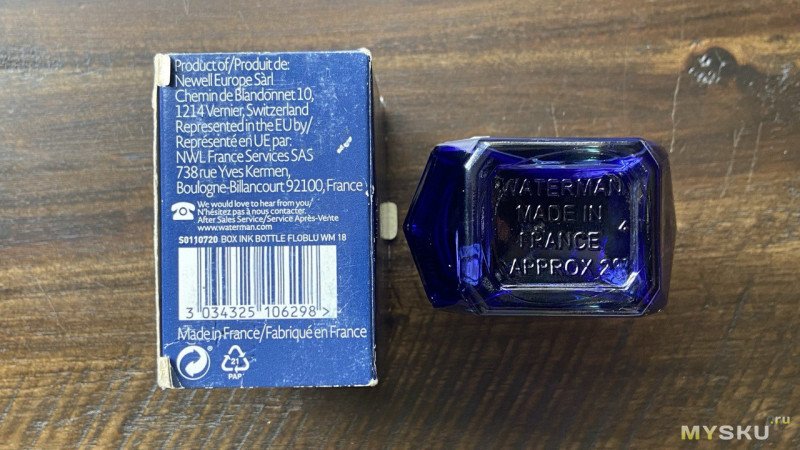 Product of/Produit de:
Newell Europe Sàrl
Chemin de Blandonnet 10,
1214 Vernier, Switzerland
Represented in the EU by/
Représenté en UE par:
NWL France Services SAS
738 rue Yves Kermen,
Boulogne-Billancourt 92100, France
We would love to hear from you/
N'hésitez pas à nous contacter.
After Sales Service/Service Après-Vente
www.waterman.com
S0110720 BOX INK BOTTLE FLOBLU WM 18
3 034325 106298 >
Made in France/Fabriqué en France
21
PAP
WATERMAN
MADE IN
FRANCE 4
APPROX
MYSKU.ru